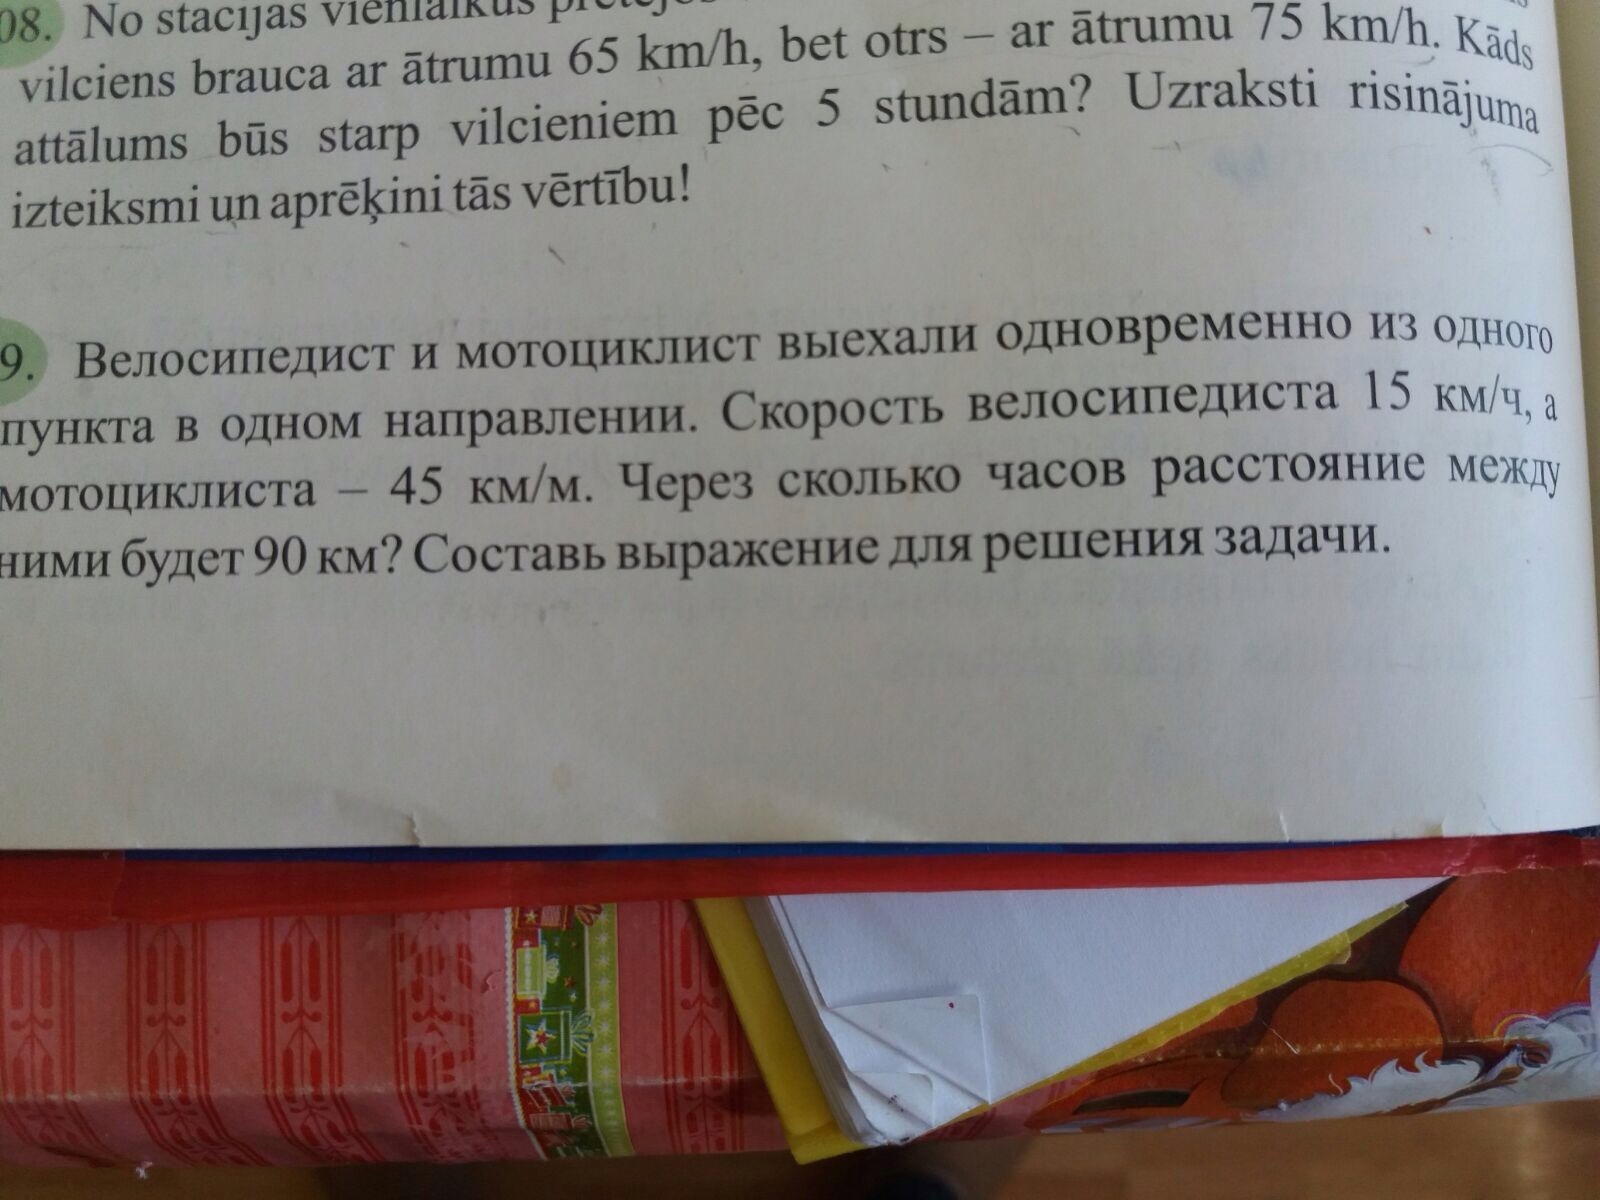 08. No stacijas vienlaikus
vilciens brauca ar ātrumu 65 km/h, bet otrs – ar ātrumu 75 km/h. Kāds
attālums būs starp vilcieniem pēc 5 stundām? Uzraksti risinājuma
izteiksmi un aprēķini tās vērtību!
9. Велосипедист и мотоциклист выехали одновременно из одного
пункта в одном направлении. Скорость велосипедиста 15 км/ч, а
мотоциклиста – 45 км/м. Через сколько часов расстояние между
ними будет 90 км? Составь выражение для решения задачи.